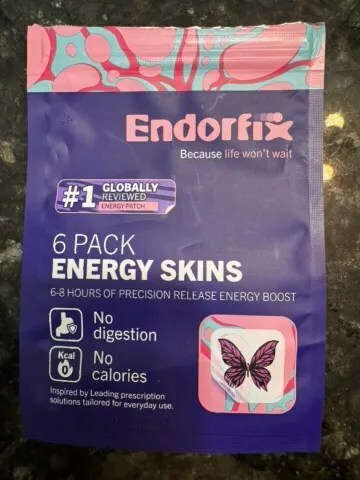 Endorfix
Because life won't wait
#1 GLOBALLY
REVIEWED
ENERGY PATCH
6 PACK
ENERGY SKINS
6-8 HOURS OF PRECISION RELEASE ENERGY BOOST
No
digestion
Kcal
0
No
calories
Inspired by Leading prescription
solutions tailored for everyday use.